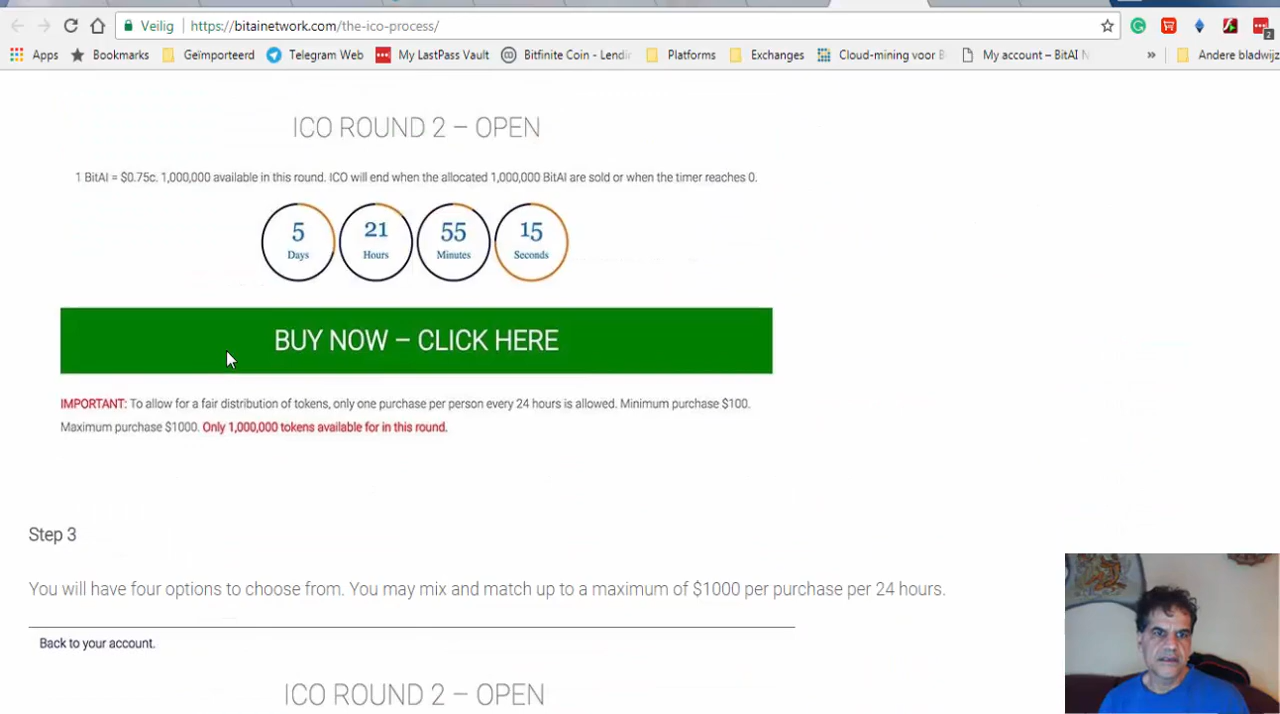 Veilig https://bitainetwork.com/the-ico-process/
Apps Bookmarks Geïmporteerd Telegram Web My LastPass Vault Bitfinite Coin - Lendi Platforms Exchanges Cloud-mining voor B My account – BitAI N » Andere bladwijz
2
ICO ROUND 2 – OPEN
1 BitAI = $0.75c. 1,000,000 available in this round. ICO will end when the allocated 1,000,000 BitAI are sold or when the timer reaches 0.
5 21 55 15
Days Hours Minutes Seconds
BUY NOW – CLICK HERE
IMPORTANT: To allow for a fair distribution of tokens, only one purchase per person every 24 hours is allowed. Minimum purchase $100.
Maximum purchase $1000. Only 1,000,000 tokens available for in this round.
Step 3
You will have four options to choose from. You may mix and match up to a maximum of $1000 per purchase per 24 hours.
Back to your account.
ICO ROUND 2 – OPEN